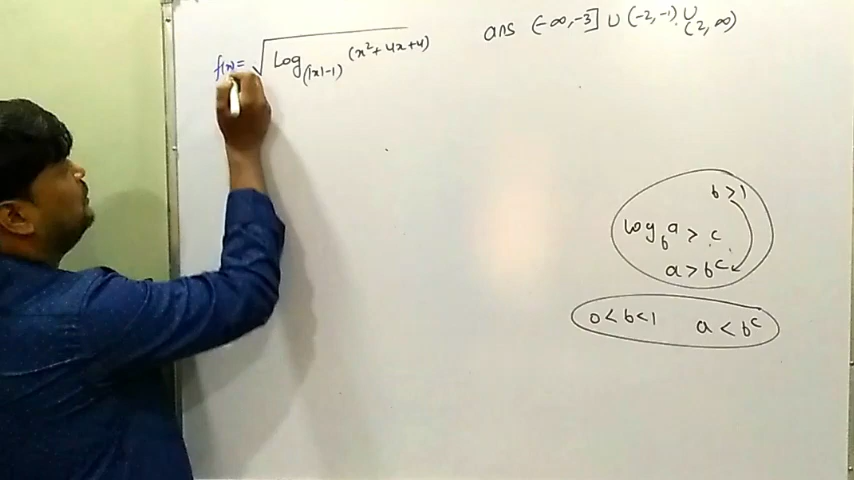 f(x) = √Log(|x|-1) (x²+4x+4)
ans (-∞,-3] ∪ (-2,-1) ∪ (2,∞)
b>1
log_b a > c
a > b^c
0<b<1 a < b^c